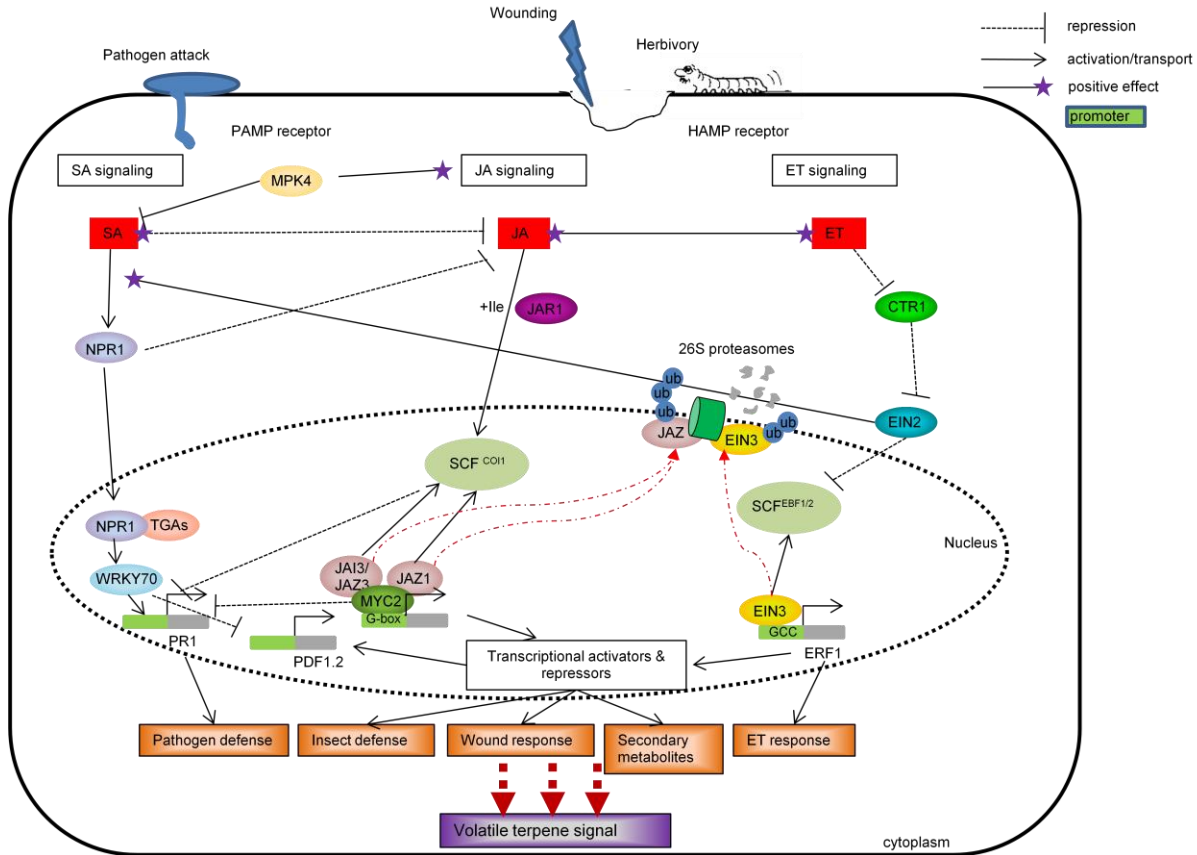 Wounding
Herbivory
Pathogen attack
repression
activation/transport
positive effect
promoter
PAMP receptor
HAMP receptor
SA signaling
MPK4
JA signaling
ET signaling
SA
JA
ET
+Ile
JAR1
CTR1
NPR1
26S proteasomes
ub
ub
ub
JAZ
EIN3
ub
ub
EIN2
SCF COI1
SCF EBF1/2
Nucleus
NPR1
TGAs
WRKY70
JAI3/
JAZ3
JAZ1
MYC2
G-box
PR1
PDF1.2
EIN3
GCC
ERF1
Transcriptional activators &
repressors
Pathogen defense
Insect defense
Wound response
Secondary
metabolites
ET response
Volatile terpene signal
cytoplasm